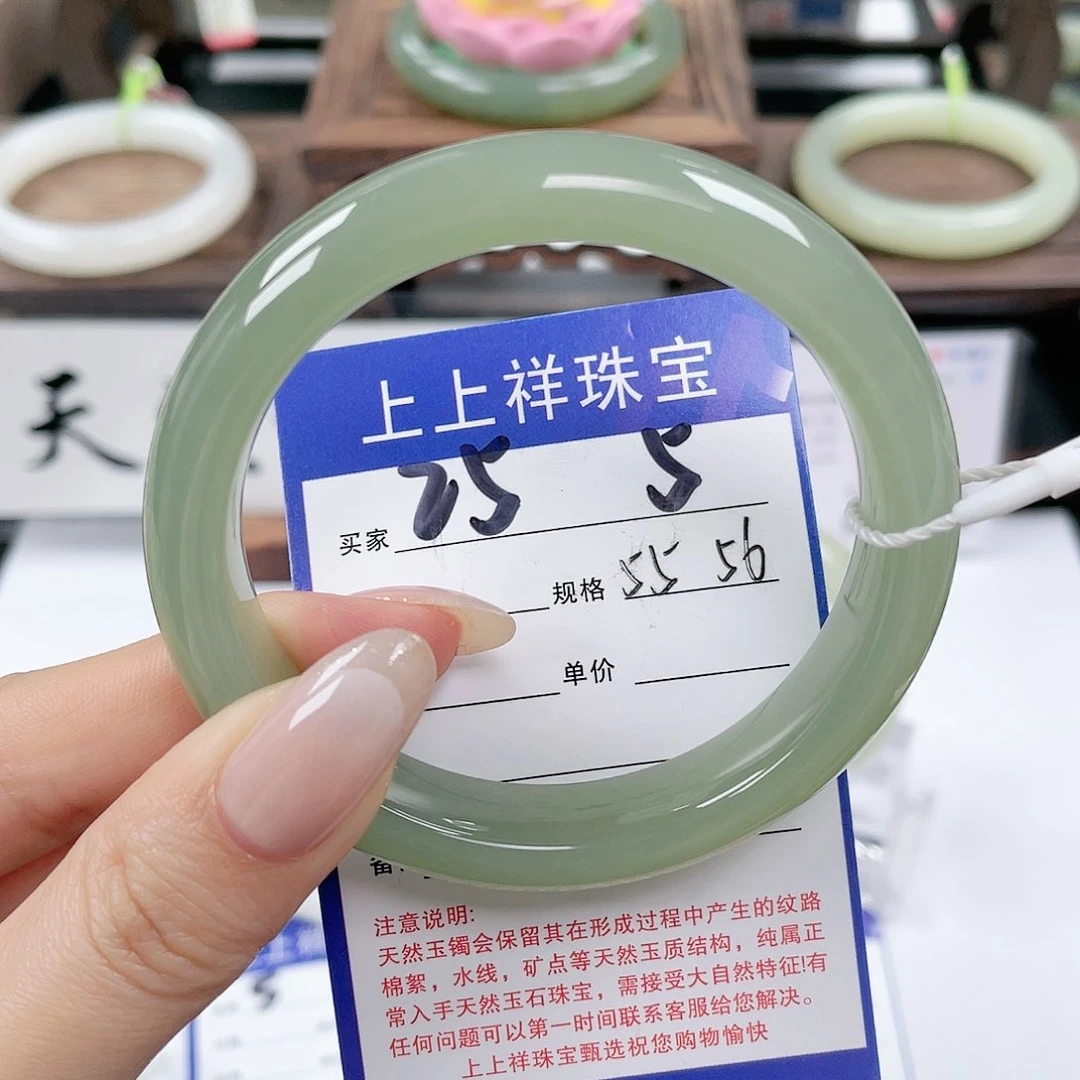 上上祥珠宝
买家 25 5
规格 55 56
单价
天
备:
注意说明:
天然玉镯会保留其在形成过程中产生的纹路
棉絮，水线，矿点等天然玉质结构，纯属正
常入手天然玉石珠宝，需接受大自然特征!有
任何问题可以第一时间联系客服给您解决。
上上祥珠宝甄选祝您购物愉快